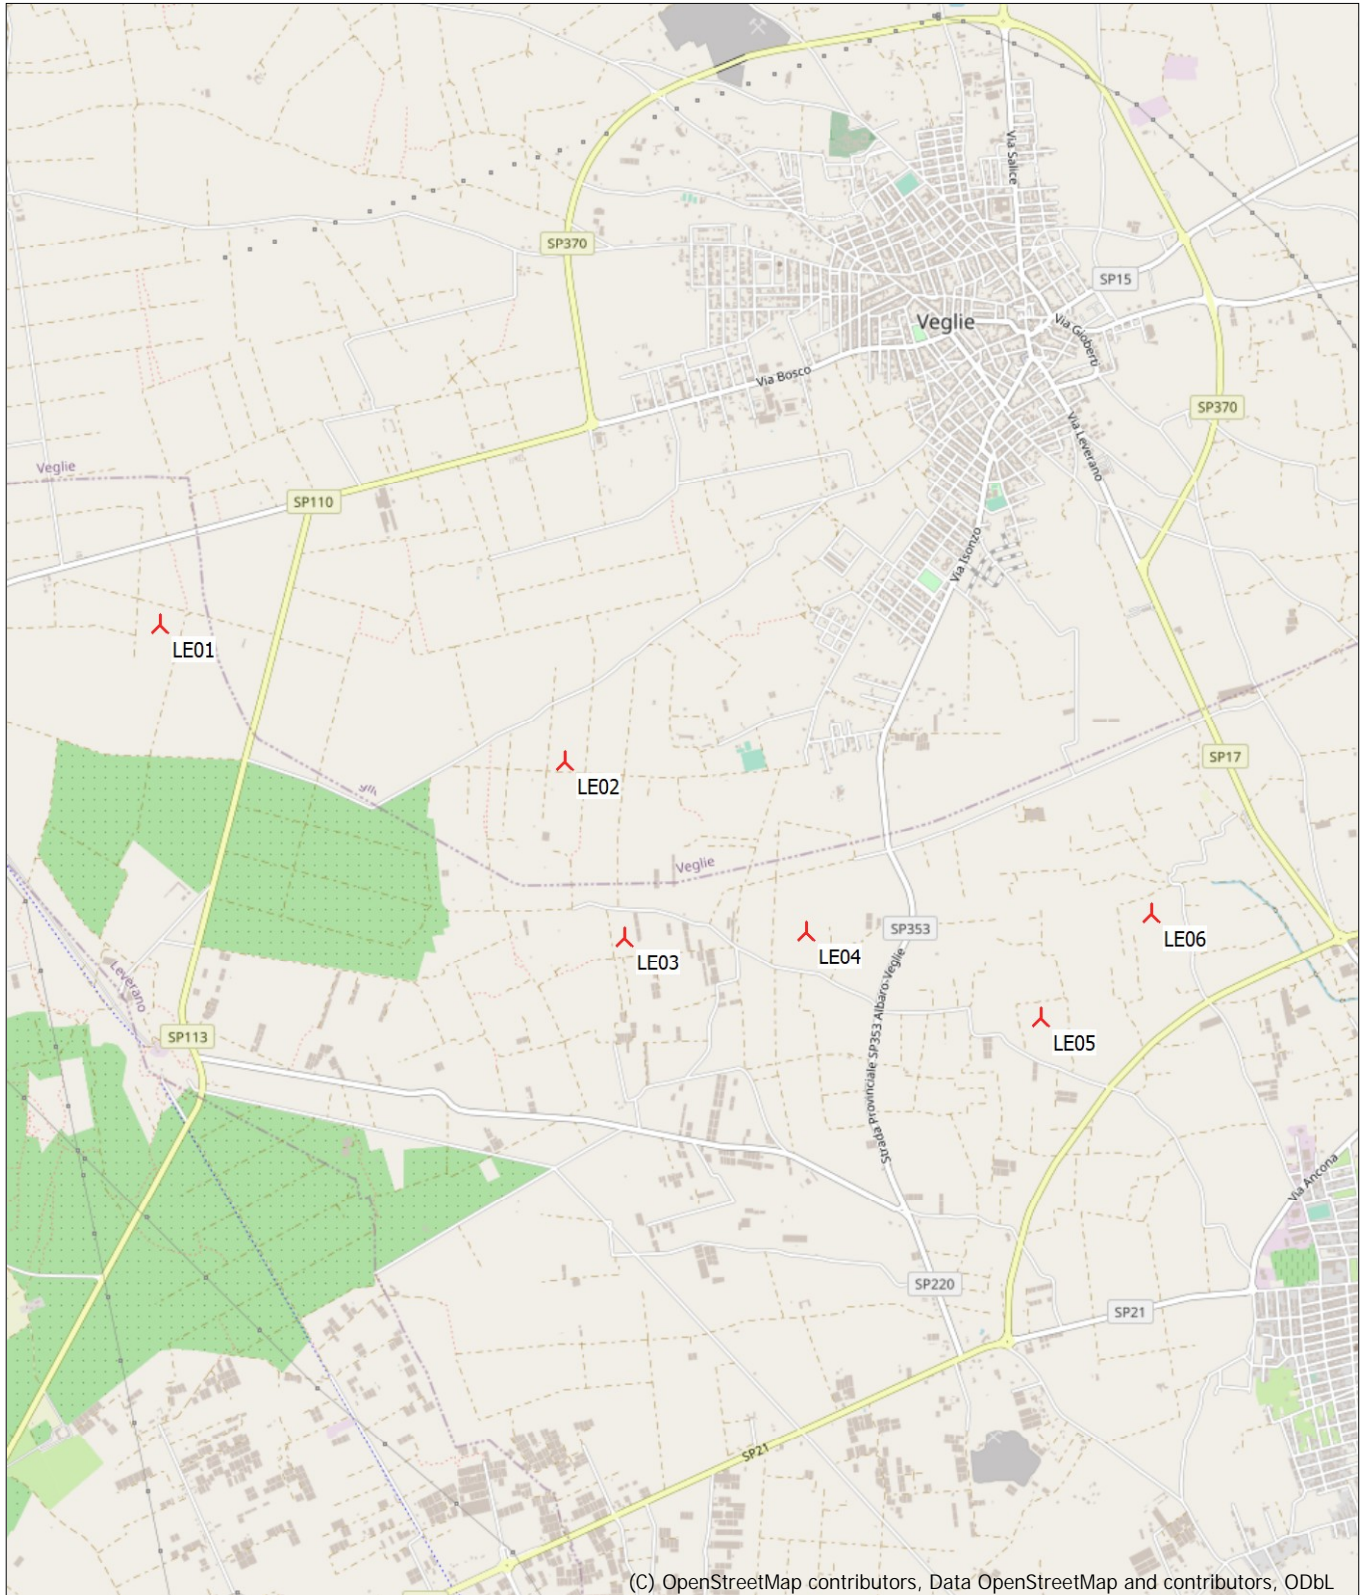 Via Salice
SP370
SP15
Veglie
Via Gioberti
Via Bosco
SP370
Via Leverano
Veglie
SP110
Via Isonzo
LE01
SP17
LE02
Veglie
SP353
LE06
LE04
LE03
Leverano
Strada Provinciale SP353 Albaro-Veglie
SP113
LE05
Via Ancona
SP220
SP21
SP21
(C) OpenStreetMap contributors, Data OpenStreetMap and contributors, ODbL